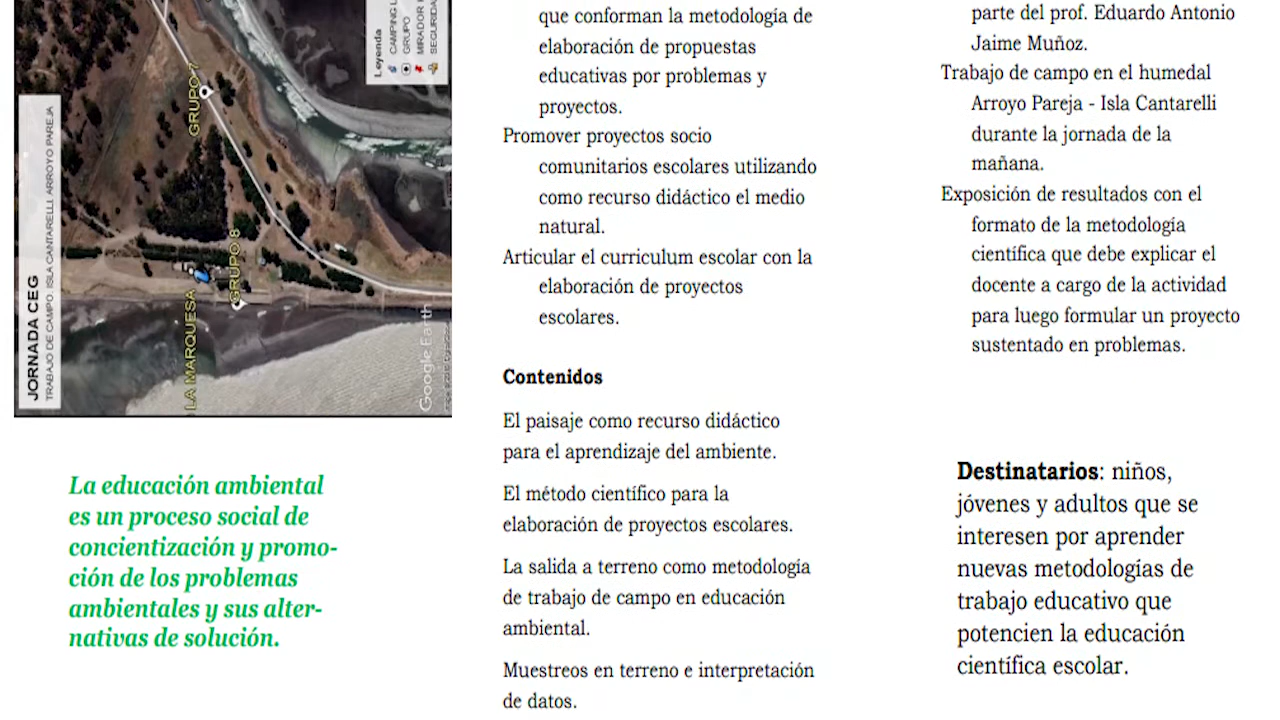 JORNADA CEG
TRABAJO DE CAMPO. ISLA CANTARELLI. ARROYO PAREJA
Leyenda
GRUPO
GRUPO 7
GRUPO 8
LA MARQUESA
Google Earth
La educación ambiental
es un proceso social de
concientización y promo-
ción de los problemas
ambientales y sus alter-
nativas de solución.
que conforman la metodología de
elaboración de propuestas
educativas por problemas y
proyectos.
Promover proyectos socio
comunitarios escolares utilizando
como recurso didáctico el medio
natural.
Articular el curriculum escolar con la
elaboración de proyectos
escolares.
Contenidos
El paisaje como recurso didáctico
para el aprendizaje del ambiente.
El método científico para la
elaboración de proyectos escolares.
La salida a terreno como metodología
de trabajo de campo en educación
ambiental.
Muestreos en terreno e interpretación
de datos.
parte del prof. Eduardo Antonio
Jaime Muñoz.
Trabajo de campo en el humedal
Arroyo Pareja - Isla Cantarelli
durante la jornada de la
mañana.
Exposición de resultados con el
formato de la metodología
científica que debe explicar el
docente a cargo de la actividad
para luego formular un proyecto
sustentado en problemas.
Destinatarios: niños,
jóvenes y adultos que se
interesen por aprender
nuevas metodologías de
trabajo educativo que
potencien la educación
científica escolar.